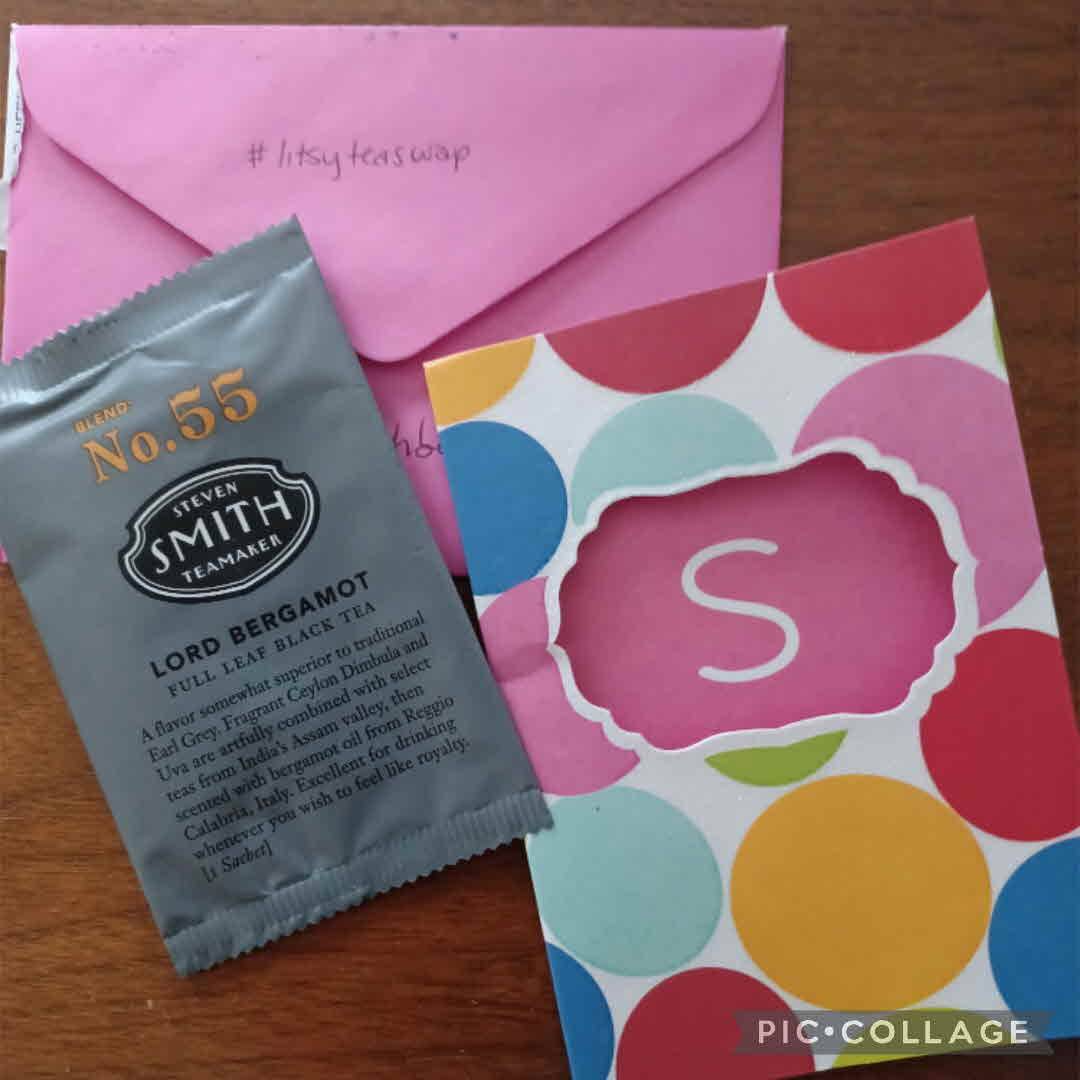 #litsyteaswap
BLEND
No.55
STEVEN
SMITH
TEAMAKER
LORD BERGAMOT
FULL LEAF BLACK TEA
A flavor somewhat superior to traditional
Earl Grey. Fragrant Ceylon Dimbula and
Uva are artfully combined with select
teas from India's Assam valley, then
scented with bergamot oil from Reggio
Calabria, Italy. Excellent for drinking
whenever you wish to feel like royalty.
[1 Sachet]
S
PIC•COLLAGE